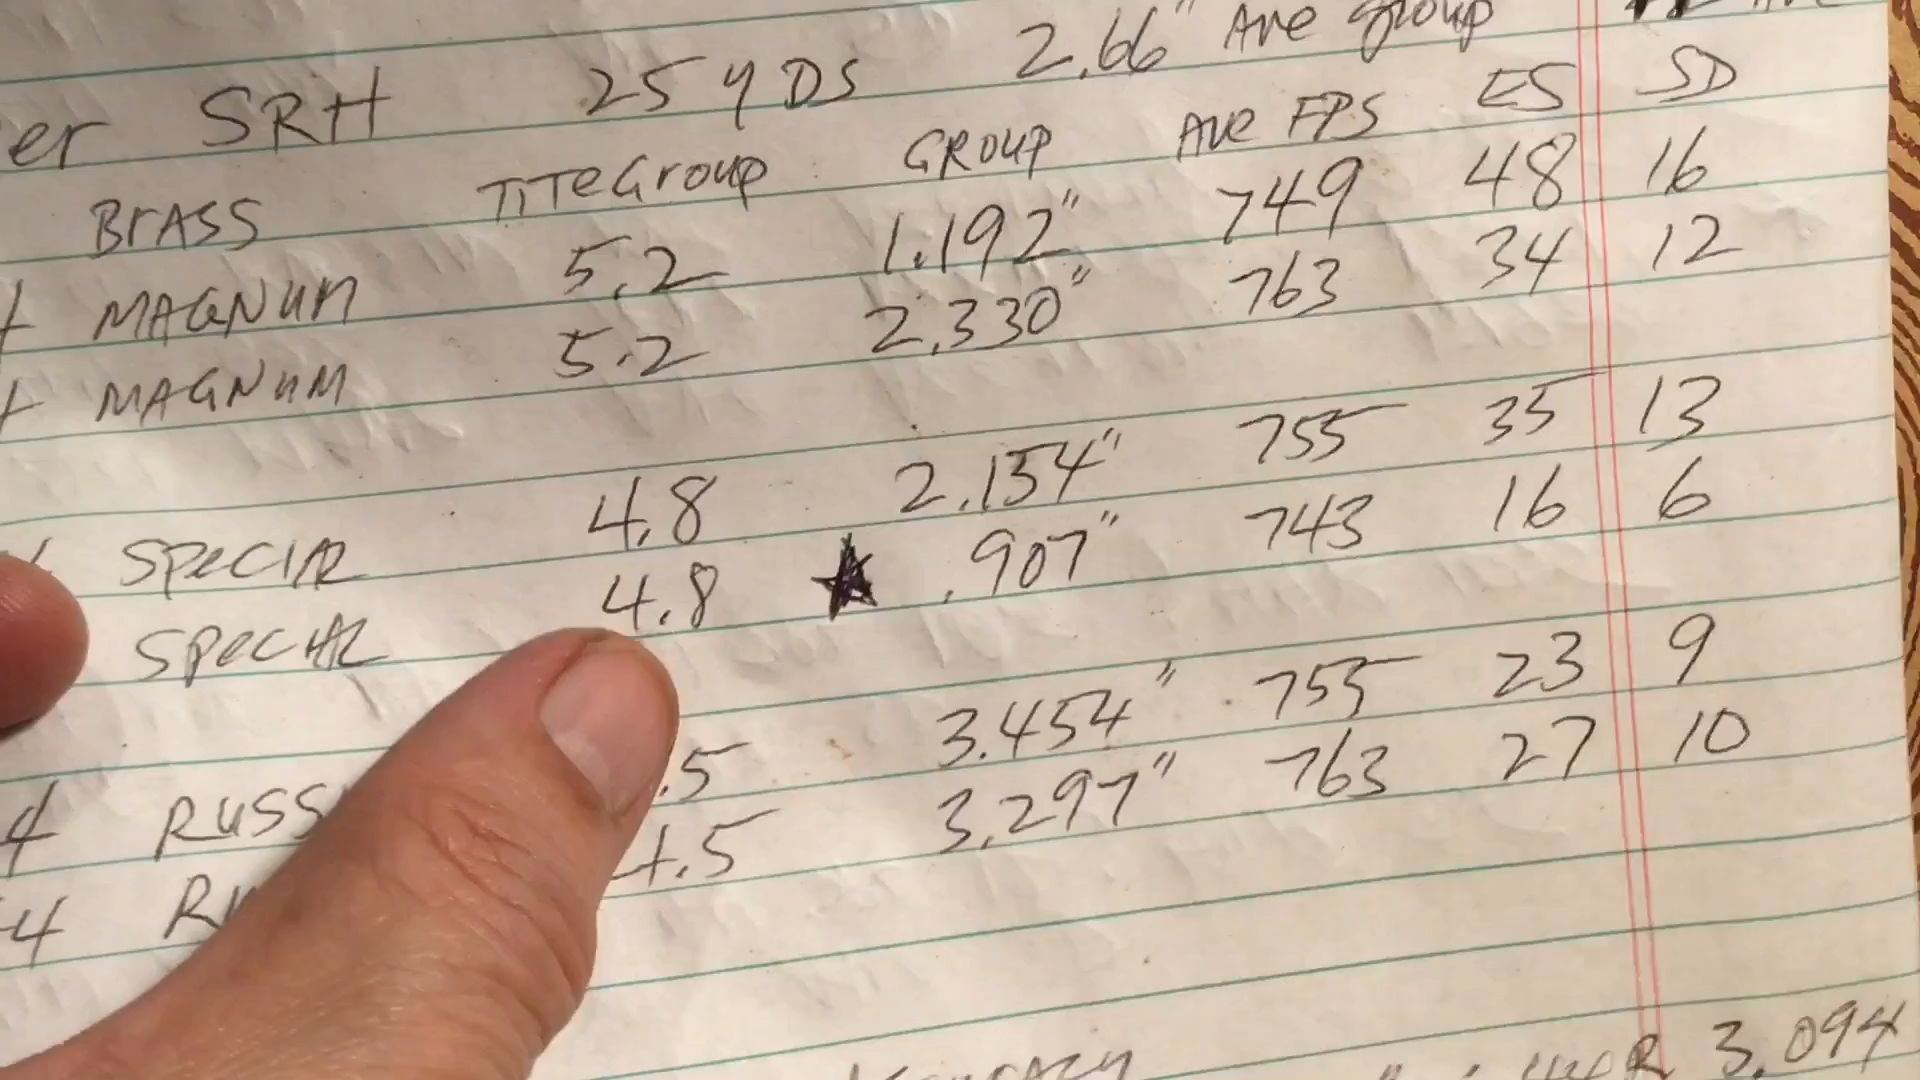 2.66" Ave group
er SRH 25 YDS ES SD
BrASS TITeGroup GROUP Ave FPS 48 16
MAGNUM 5.2 1.192" 749 34 12
MAGNUM 5.2 2.330" 763
SPeCIAL 4.8 2.154" 755 35 13
SPeCIAL 4.8 ★ .907" 743 16 6
4 RUSS .5 3.454" 755 23 9
4 RU 4.5 3.297" 763 27 10
3.094